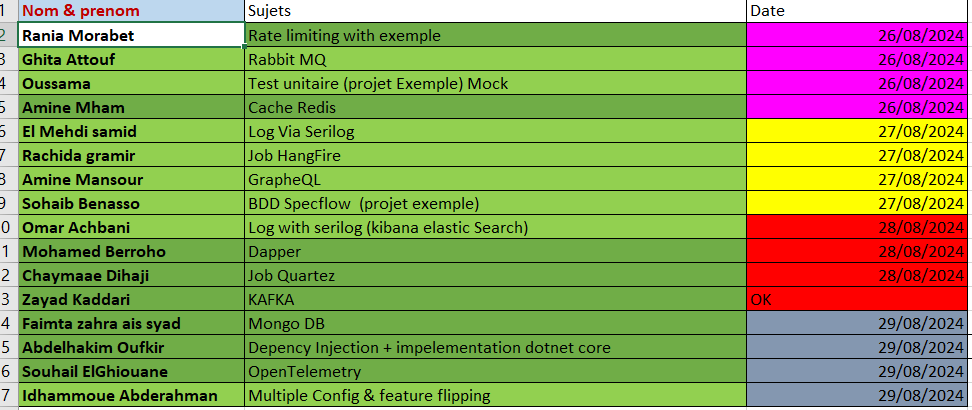 1 Nom & prenom Sujets Date
2 Rania Morabet Rate limiting with exemple 26/08/2024
3 Ghita Attouf Rabbit MQ 26/08/2024
4 Oussama Test unitaire (projet Exemple) Mock 26/08/2024
5 Amine Mham Cache Redis 26/08/2024
6 El Mehdi samid Log Via Serilog 27/08/2024
7 Rachida gramir Job HangFire 27/08/2024
8 Amine Mansour GrapheQL 27/08/2024
9 Sohaib Benasso BDD Specflow (projet exemple) 27/08/2024
0 Omar Achbani Log with serilog (kibana elastic Search) 28/08/2024
1 Mohamed Berroho Dapper 28/08/2024
2 Chaymaae Dihaji Job Quartez 28/08/2024
3 Zayad Kaddari KAFKA OK
4 Faimta zahra ais syad Mongo DB 29/08/2024
5 Abdelhakim Oufkir Depency Injection + impelementation dotnet core 29/08/2024
6 Souhail ElGhiouane OpenTelemetry 29/08/2024
7 Idhammoue Abderahman Multiple Config & feature flipping 29/08/2024